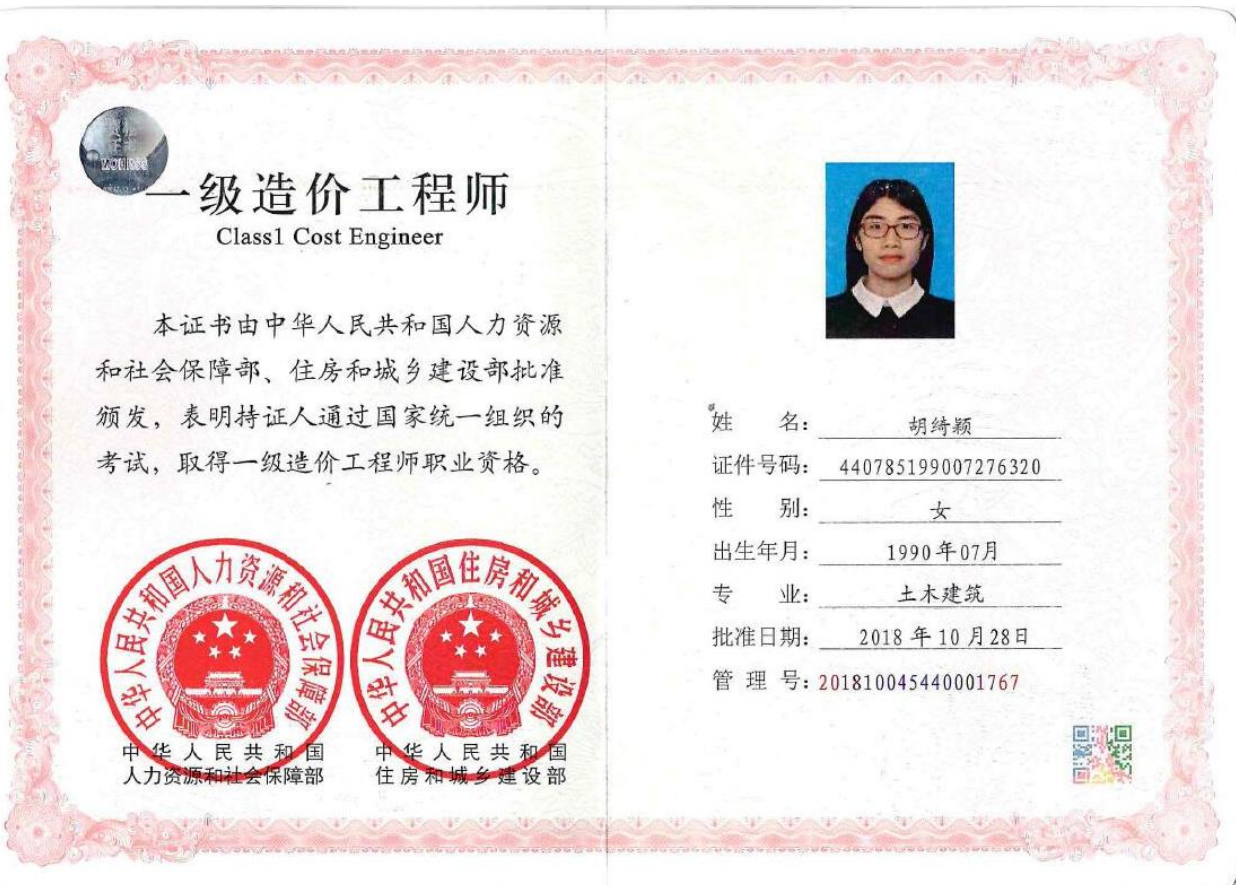 一级造价工程师
Class1 Cost Engineer
本证书由中华人民共和国人力资源
和社会保障部、住房和城乡建设部批准
颁发，表明持证人通过国家统一组织的
考试，取得一级造价工程师职业资格。
中华人民共和国人力资源和社会保障部
中华人民共和国
人力资源和社会保障部
中华人民共和国住房和城乡建设部
中华人民共和国
住房和城乡建设部
姓 名：胡绮颖
证件号码：440785199007276320
性 别：女
出生年月：1990年07月
专 业：土木建筑
批准日期：2018年10月28日
管 理 号：201810045440001767